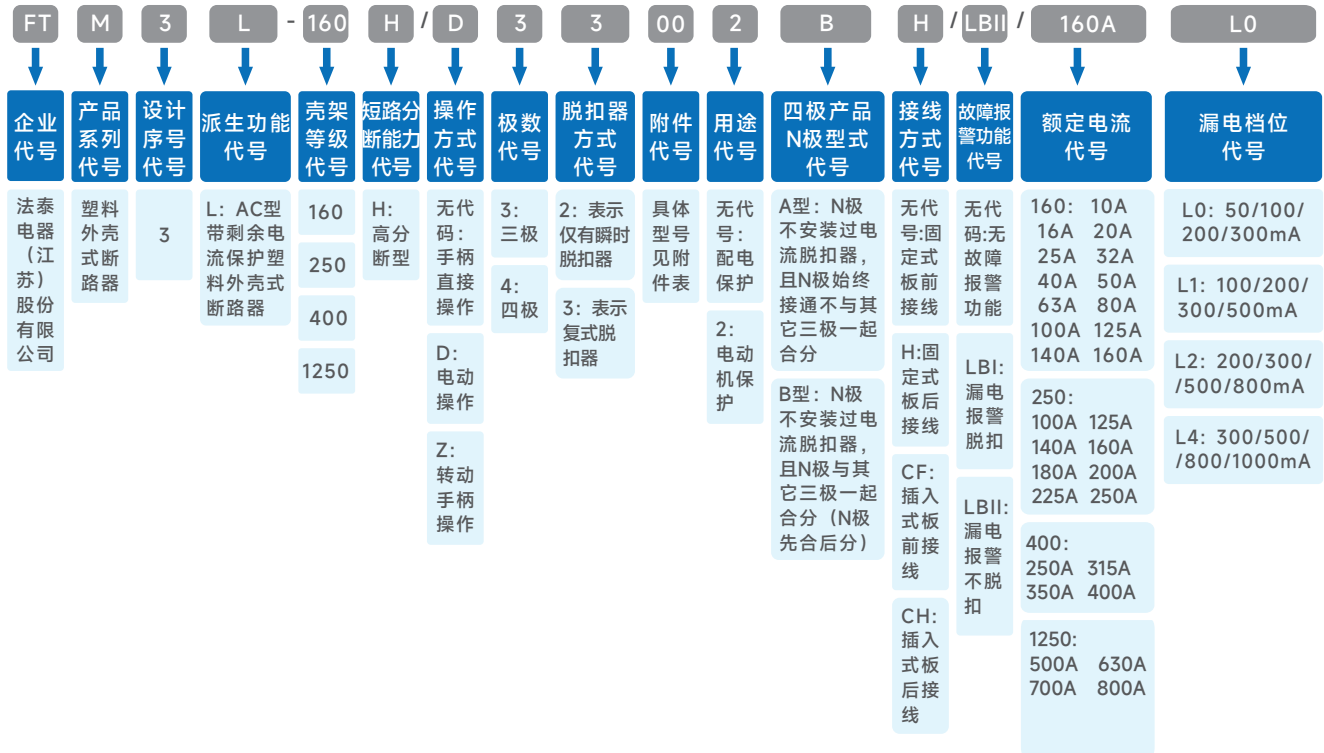 FT M 3 L - 160 H / D 3 3 00 2 B H / LBII / 160A L0
企业
代号
产品
系列
代号
设计
序号
代号
派生功能
代号
壳架
等级
代号
短路分
断能力
代号
操作
方式
代号
极数
代号
脱扣器
方式
代号
附件
代号
用途
代号
四极产品
N极型式
代号
接线
方式
代号
故障报
警功能
代号
额定电流
代号
漏电档位
代号
法泰
电器
（江
苏）
股份
有限
公司
塑料
外壳
式断
路器
3
L：AC型
带剩余电
流保护塑
料外壳式
断路器
160
250
400
1250
H：
高分
断型
无代
码：
手柄
直接
操作
D：
电动
操作
Z：
转动
手柄
操作
3：
三极
4：
四极
2：表示
仅有瞬时
脱扣器
3：表示
复式脱
扣器
具体
型号
见附
件表
无代
号：
配电
保护
2：
电动
机保
护
A型：N极
不安装过电
流脱扣器，
且N极始终
接通不与其
它三极一起
合分
B型：N极
不安装过电
流脱扣器，
且N极与其
它三极一起
合分（N极
先合后分）
无代
号:固
定式
板前
接线
H:固
定式
板后
接线
CF:
插入
式板
前接
线
CH:
插入
式板
后接
线
无代
码:无
故障
报警
功能
LBI:
漏电
报警
脱扣
LBII:
漏电
报警
不脱
扣
160： 10A
16A 20A
25A 32A
40A 50A
63A 80A
100A 125A
140A 160A
250：
100A 125A
140A 160A
180A 200A
225A 250A
400：
250A 315A
350A 400A
1250：
500A 630A
700A 800A
L0：50/100/
200/300mA
L1：100/200/
300/500mA
L2：200/300/
/500/800mA
L4：300/500/
/800/1000mA